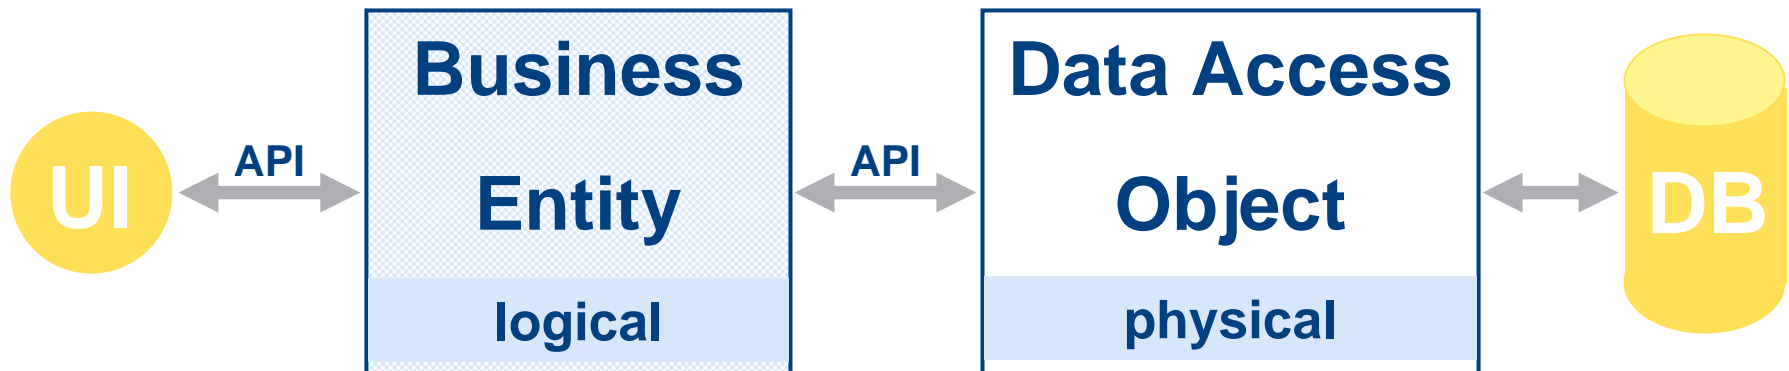 UI
API
Business
Entity
logical
API
Data Access
Object
physical
DB